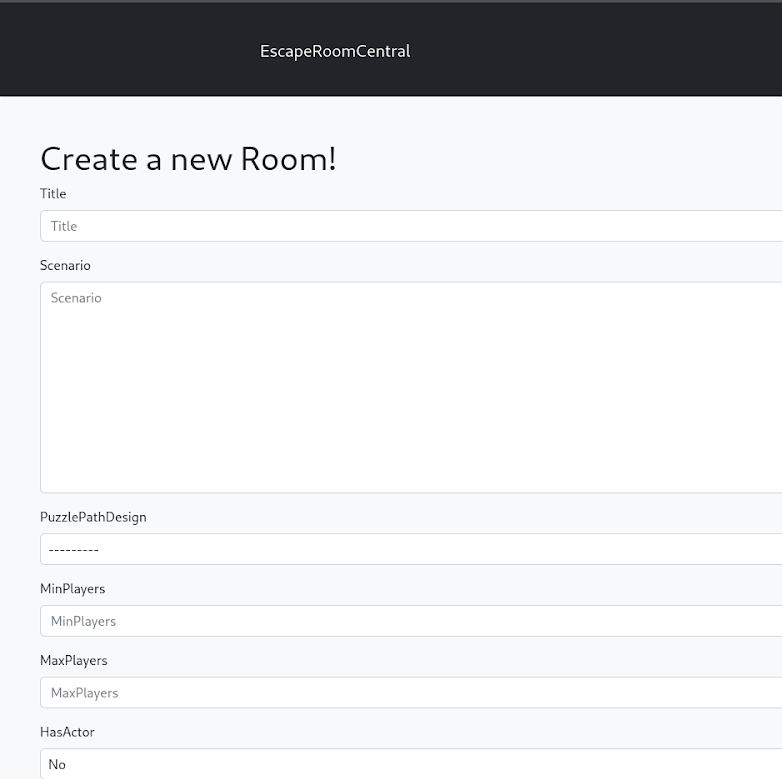 EscapeRoomCentral
Create a new Room!
Title
Title
Scenario
Scenario
PuzzlePathDesign
---------
MinPlayers
MinPlayers
MaxPlayers
MaxPlayers
HasActor
No